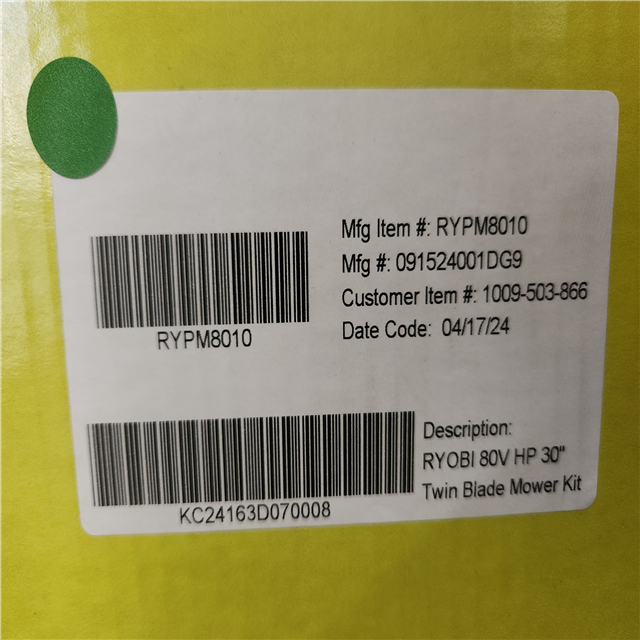 Mfg Item #: RYPM8010
Mfg #: 091524001DG9
Customer Item #: 1009-503-866
Date Code: 04/17/24
RYPM8010
Description:
RYOBI 80V HP 30"
Twin Blade Mower Kit
KC24163D070008